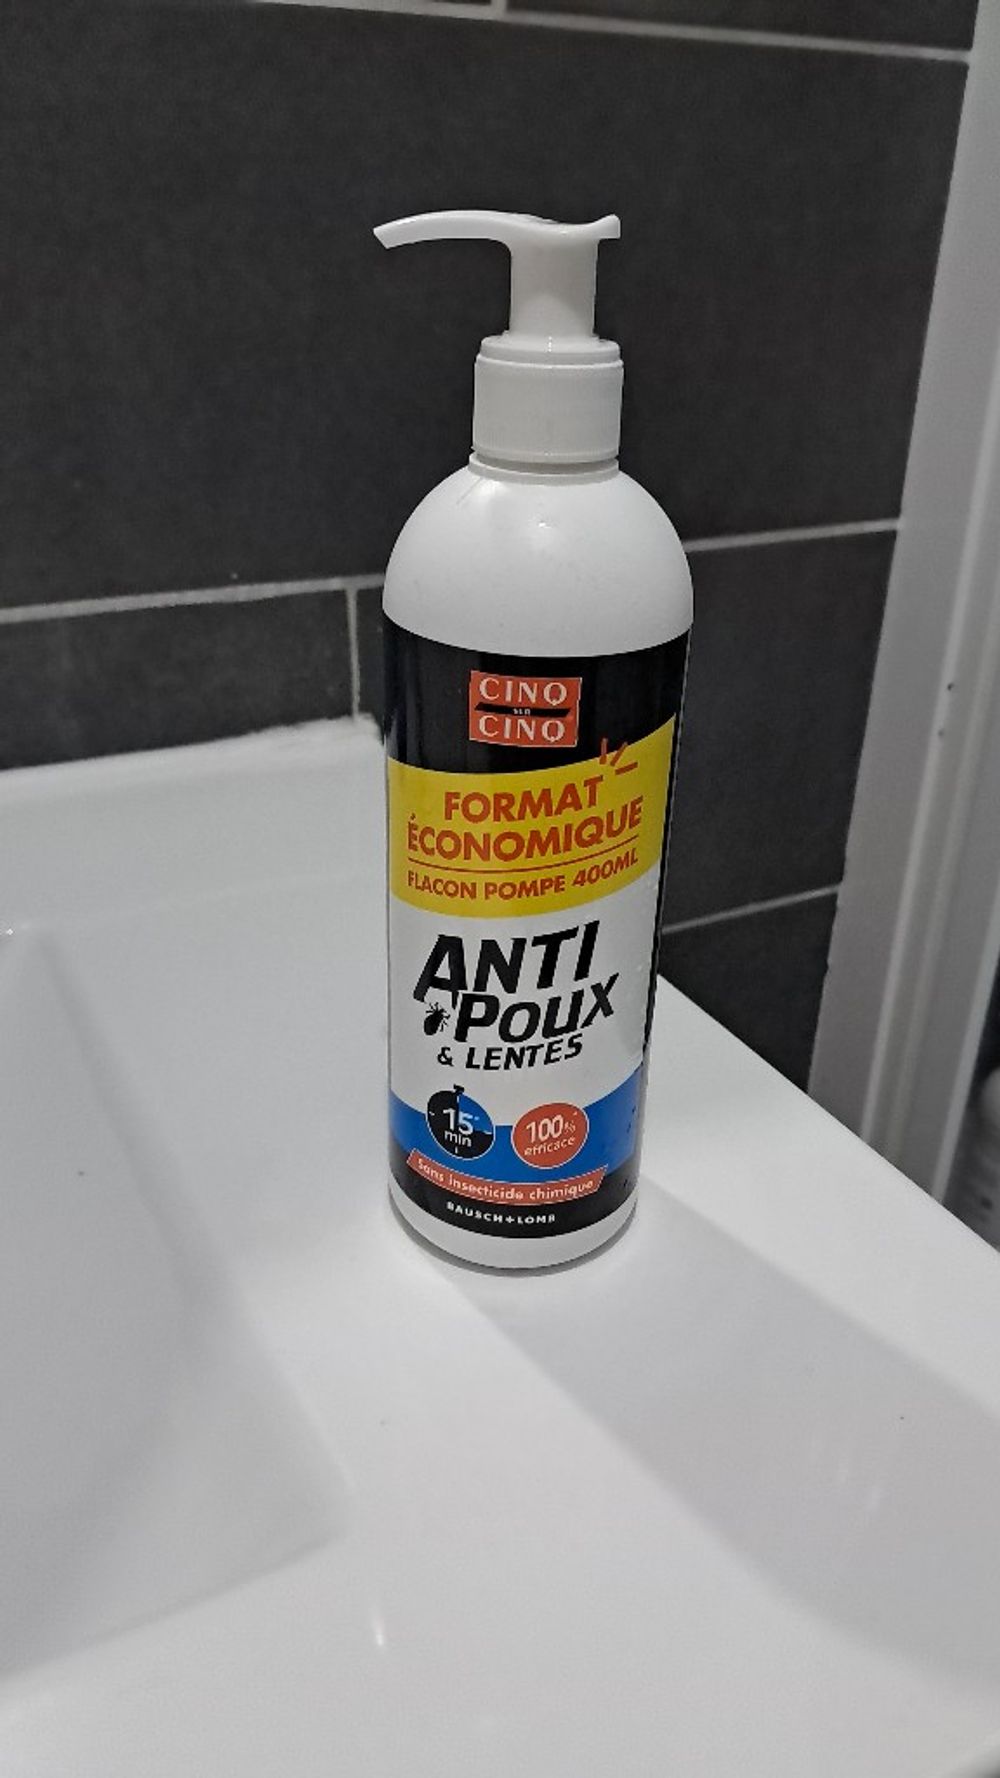 CINQ
SUR
CINQ
FORMAT
ÉCONOMIQUE
FLACON POMPE 400ML
ANTI
POUX
& LENTES
15
min
100%
efficace
Sans insecticide chimique
BAUSCH+LOMB